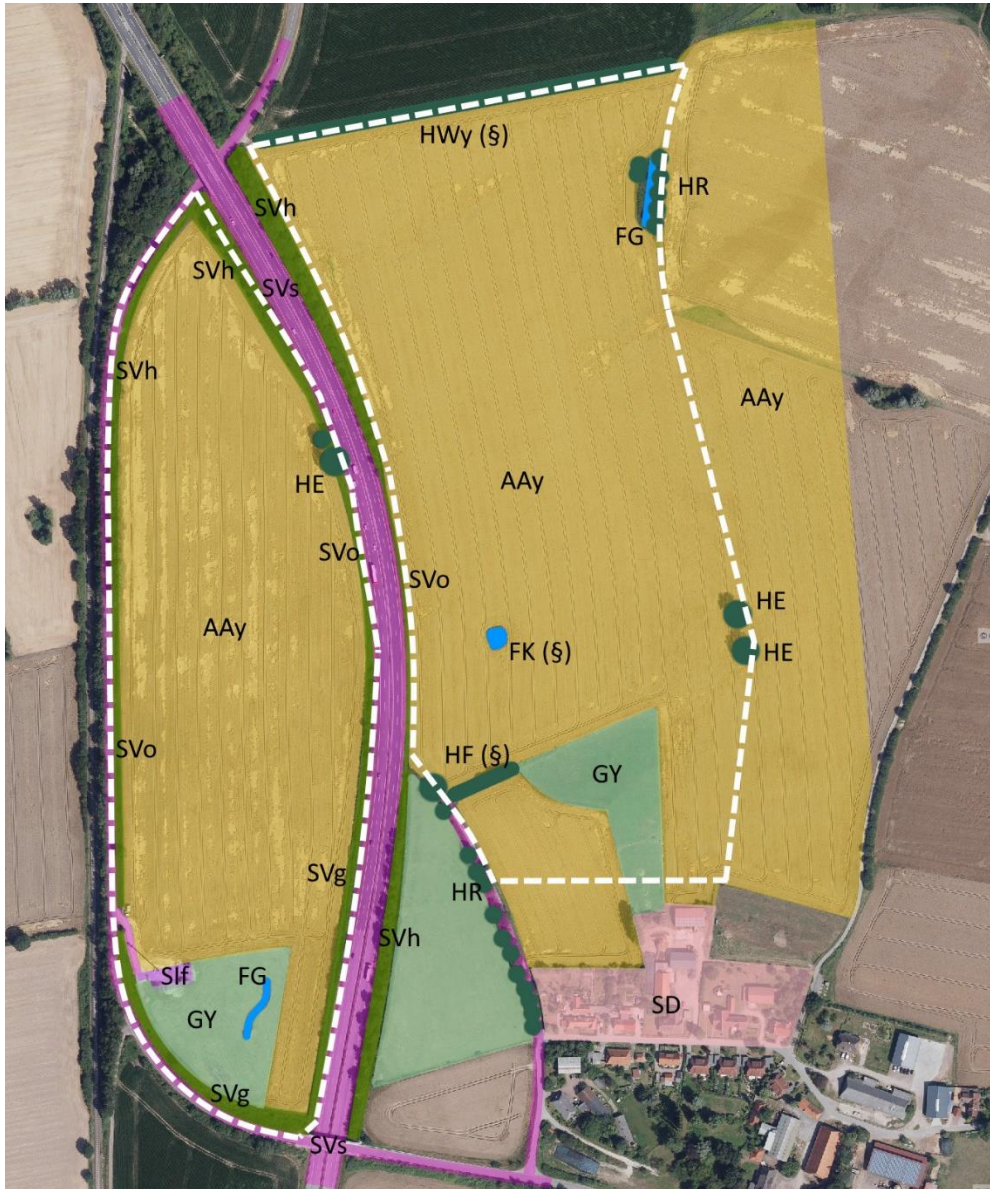 HWy (§)
HR
SVh
FG
SVh
SVs
SVh
AAy
AAy
HE
SVo
SVo
HE
AAy
FK (§)
HE
SVo
HF (§)
GY
SVg
HR
SVh
SIf
FG
SD
GY
SVg
SVs
©